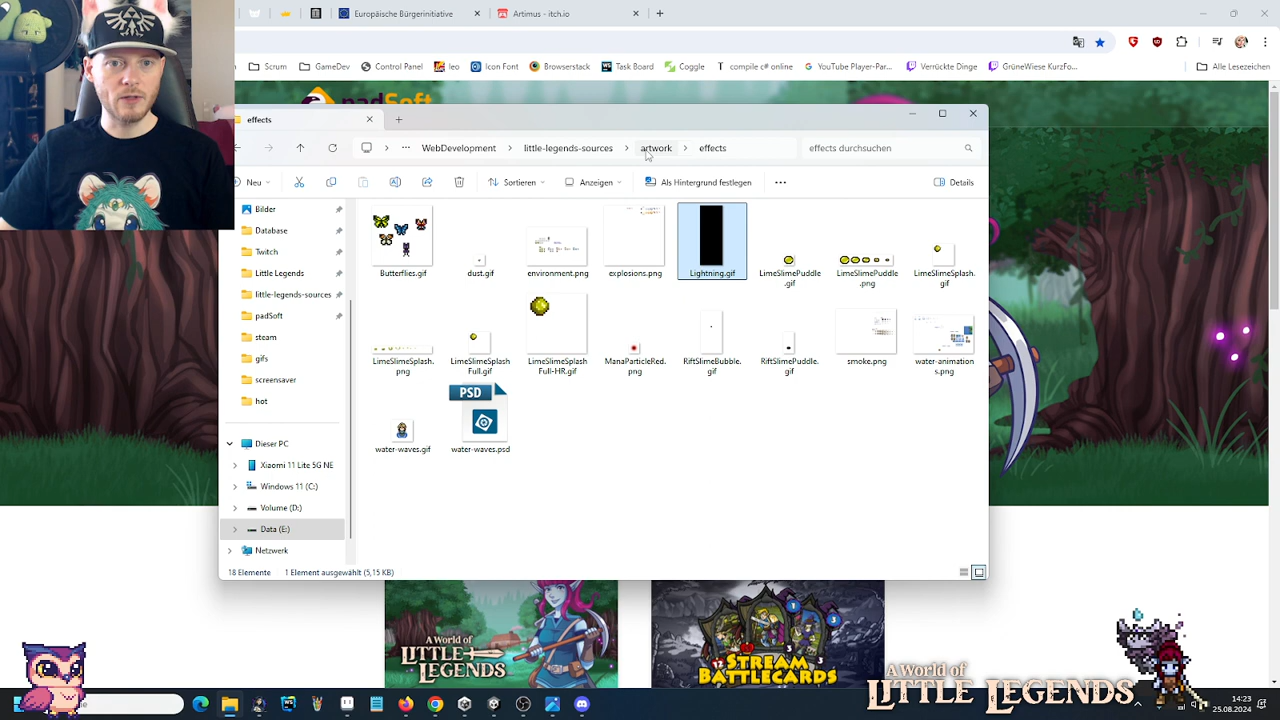 Europäische Bürgerinitiative
Artimus
Scrum
GameDev
Control Panel
leo
Icon Font
Browserstack
Task Board
Coggle
compile c# online
YouTube Player-Par...
Verrückte Dinge
GrüneWiese KurzFo...
Alle Lesezeichen
effects
WebDevelopment
little-legends-sources
artwork
effects
effects durchsuchen
Neu
Sortieren
Anzeigen
Als Hintergrund festlegen
Details
Bilder
Database
Twitch
Little Legends
little-legends-sources
padSoft
steam
gifs
screensaver
hot
Dieser PC
Xiaomi 11 Lite 5G NE
Windows 11 (C:)
Volume (D:)
Data (E:)
Netzwerk
Butterflies.gif
dust.gif
environment.png
explosions.png
Lightning.gif
LimeSlimePuddle
.gif
LimeSlimePuddle
.png
LimeSlimeSplash.
gif
LimeSlimeSplash.
png
LimeSlimeSplash
Full.gif
LimeSlimeSplash
Full-HR.gif
ManaParticleRed.
png
RiftSlimeBubble.
gif
RiftSlimePuddle.
gif
smoke.png
water-animation
s.png
PSD
water-waves.gif
water-waves.psd
18 Elemente
1 Element ausgewählt (5,15 KB)
A World of
LITTLE
LEGENDS
STREAM
BATTLECARDS
A World of
LITTLE LEGENDS
14:23
25.08.2024